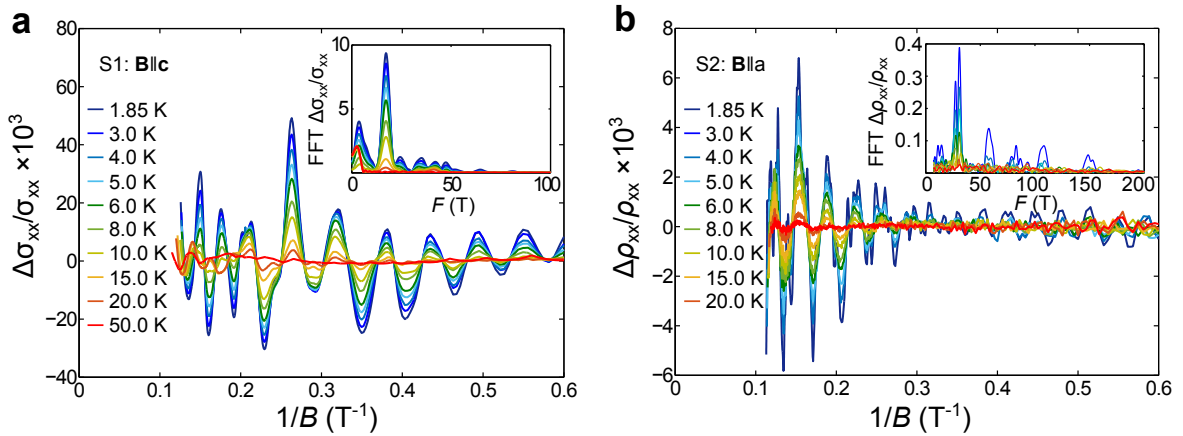 a
80
60
40
20
0
−20
−40
Δσxx/σxx ×10³
S1: B∥c
1.85 K
3.0 K
4.0 K
5.0 K
6.0 K
8.0 K
10.0 K
15.0 K
20.0 K
50.0 K
0 0.1 0.2 0.3 0.4 0.5 0.6
1/B (T⁻¹)
10
5
FFT Δσxx/σxx
0 50 100
F (T)
b
8
6
4
2
0
−2
−4
6
Δρxx/ρxx ×10³
S2: B∥a
1.85 K
3.0 K
4.0 K
5.0 K
6.0 K
8.0 K
10.0 K
15.0 K
20.0 K
0 0.1 0.2 0.3 0.4 0.5 0.6
1/B (T⁻¹)
0.4
0.3
0.2
0.1
FFT Δρxx/ρxx
0 50 100 150 200
F (T)